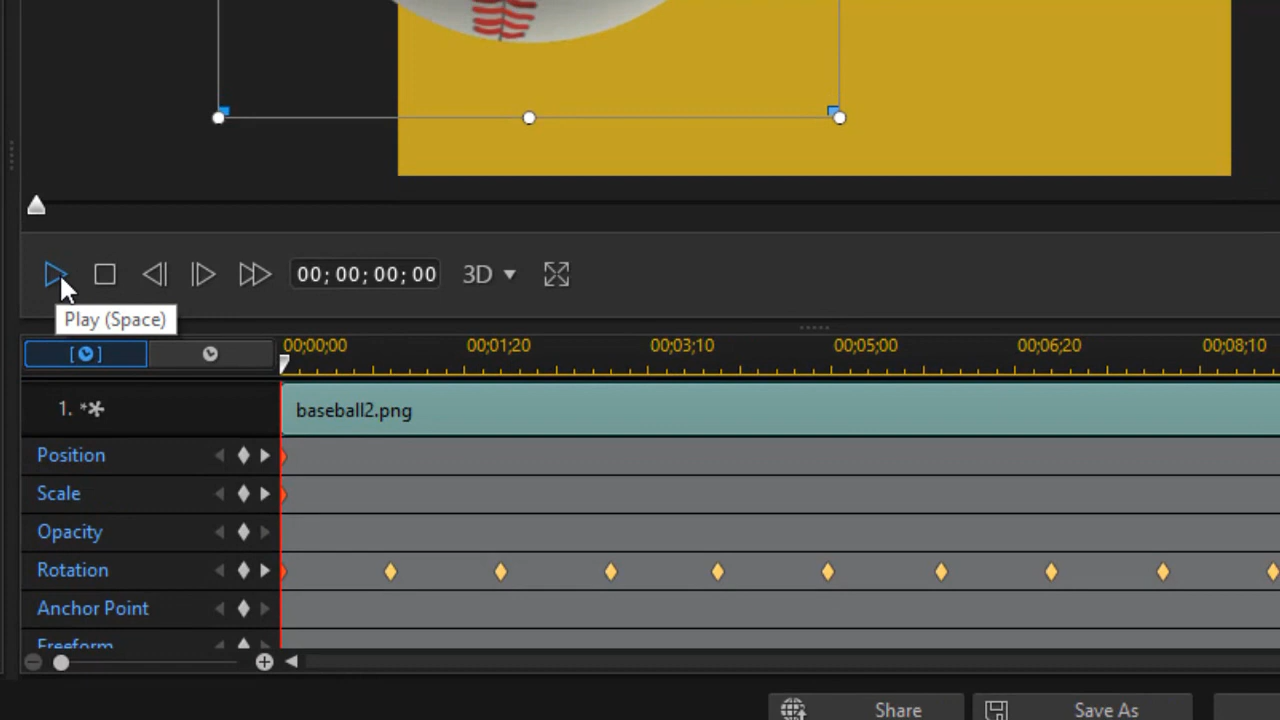 00;00;00;00 3D
Play (Space)
00;00;00 00;01;20 00;03;10 00;05;00 00;06;20 00;08;10
1. baseball2.png
Position
Scale
Opacity
Rotation
Anchor Point
Freeform
Share Save As